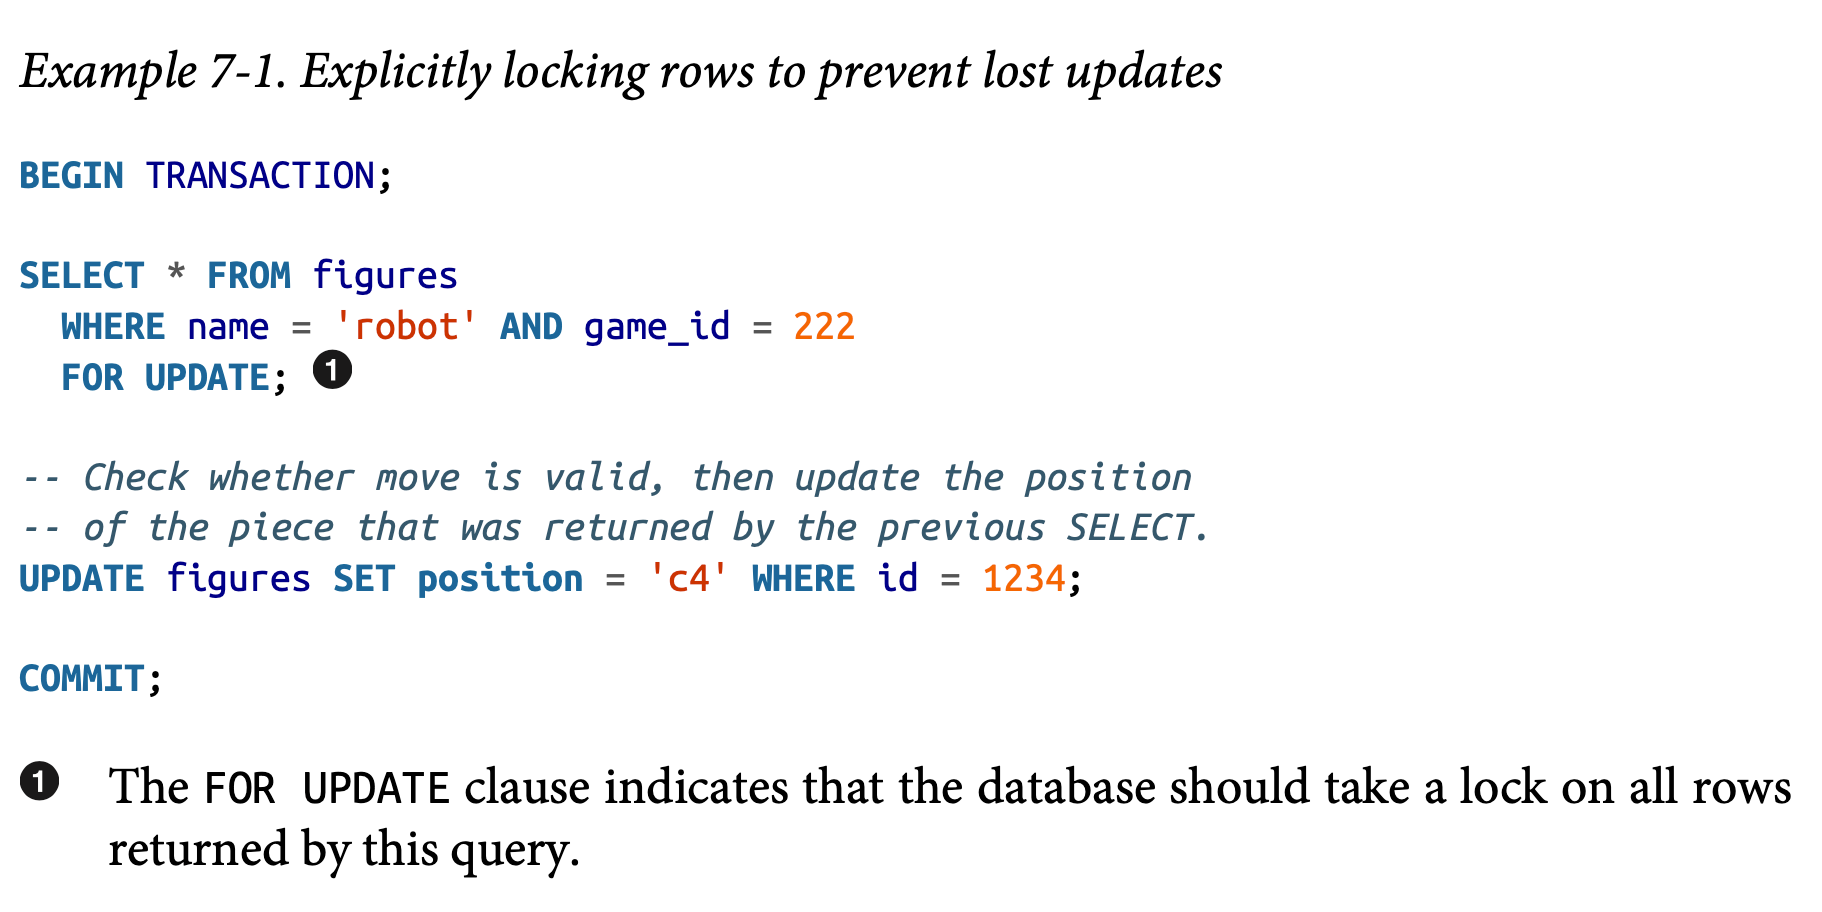 Example 7-1. Explicitly locking rows to prevent lost updates
BEGIN TRANSACTION;
SELECT * FROM figures
WHERE name = 'robot' AND game_id = 222
FOR UPDATE; ❶
-- Check whether move is valid, then update the position
-- of the piece that was returned by the previous SELECT.
UPDATE figures SET position = 'c4' WHERE id = 1234;
COMMIT;
❶ The FOR UPDATE clause indicates that the database should take a lock on all rows
returned by this query.